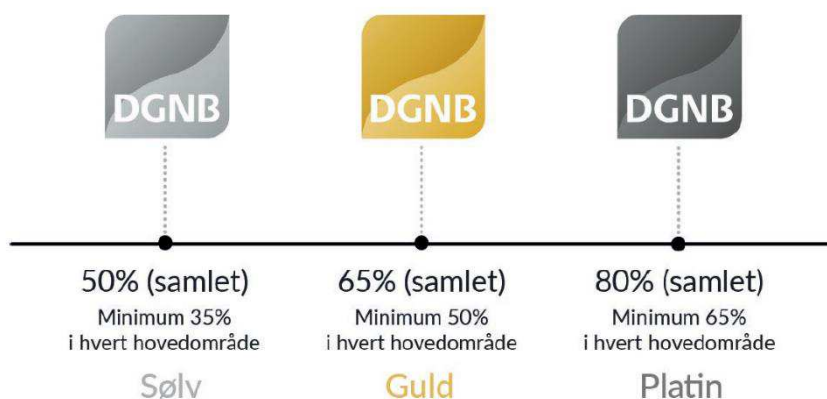 DGNB DGNB DGNB
50% (samlet) 65% (samlet) 80% (samlet)
Minimum 35% Minimum 50% Minimum 65%
i hvert hovedområde i hvert hovedområde i hvert hovedområde
Sølv Guld Platin